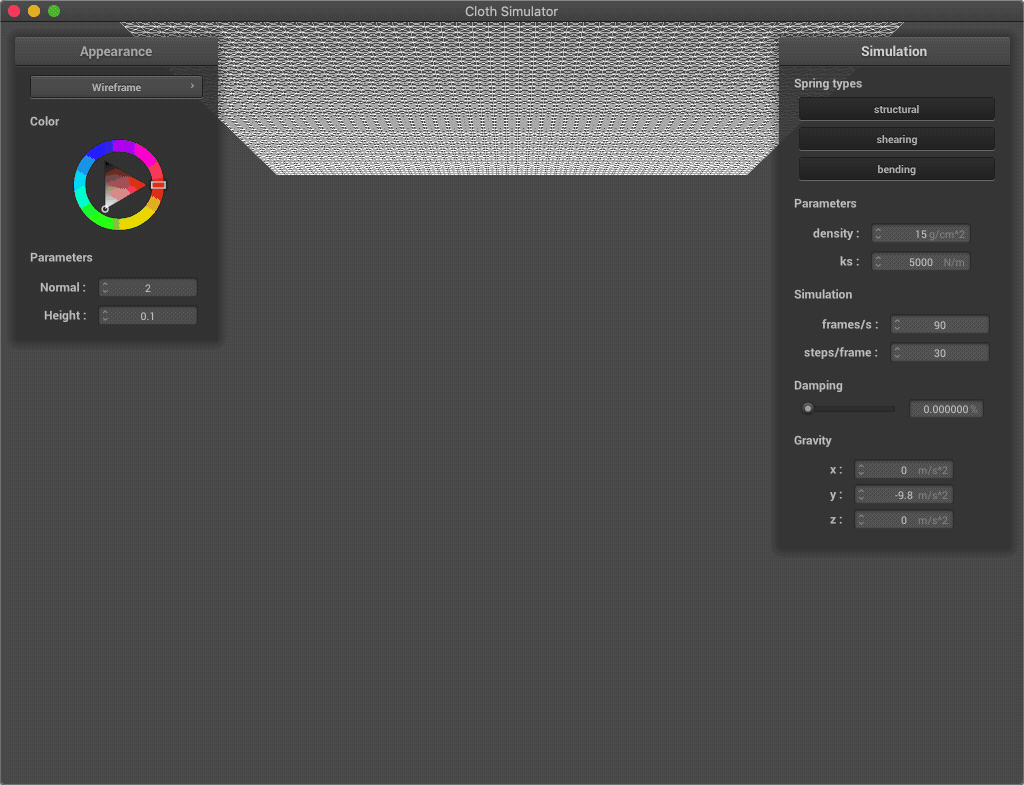 Cloth Simulator
Appearance
Wireframe
Color
Parameters
Normal : 2
Height : 0.1
Simulation
Spring types
structural
shearing
bending
Parameters
density : 15 g/cm^2
ks : 5000 N/m
Simulation
frames/s : 90
steps/frame : 30
Damping
0.000000 %
Gravity
x : 0 m/s^2
y : -9.8 m/s^2
z : 0 m/s^2